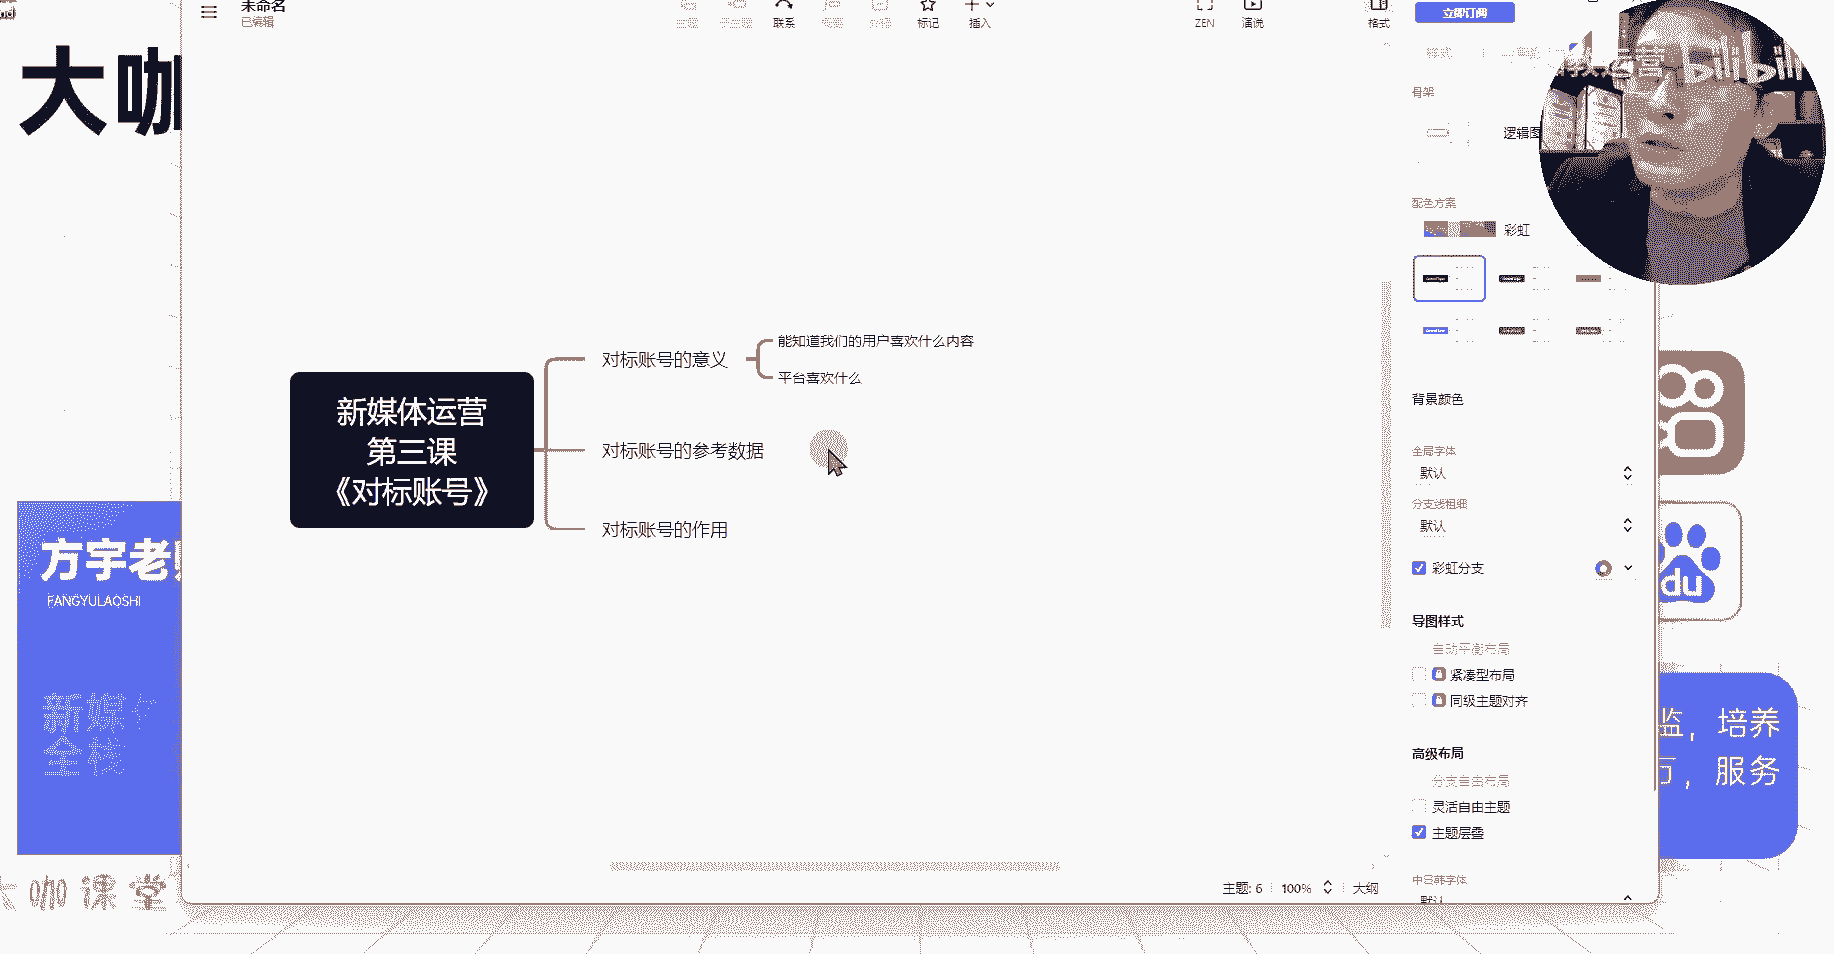 大咖
未命名
已编辑
联系
标记
插入
ZEN
演说
格式
立即订阅
样式
运营 bilibili
骨架
逻辑图
配色方案
彩虹
能知道我们的用户喜欢什么内容
对标账号的意义
平台喜欢什么
背景颜色
新媒体运营
第三课
《对标账号》
对标账号的参考数据
对标账号的作用
全局字体
默认
分支线粗细
默认
彩虹分支
方宇老
FANGYULAOSHI
du
导图样式
自动平衡布局
紧凑型布局
同级主题对齐
新媒体
全栈
监，培养
万，服务
高级布局
分支自由布局
灵活自由主题
主题层叠
大咖课堂
中日韩字体
默认
主题: 6
100%
大纲